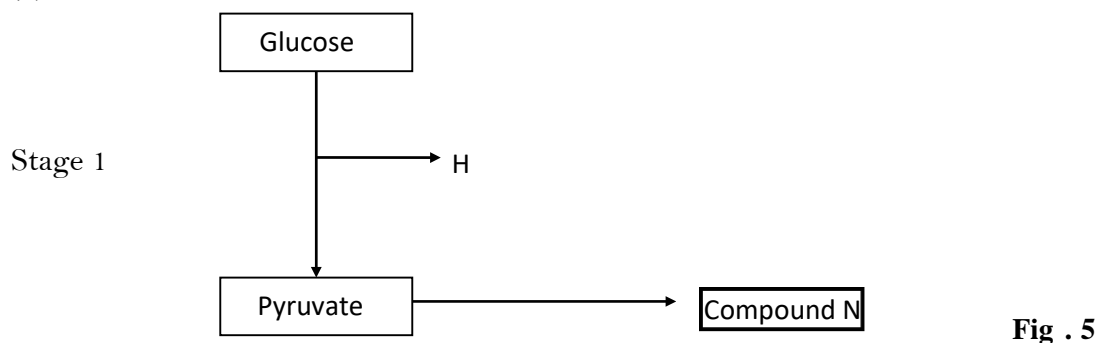 Glucose
Stage 1
H
Pyruvate
Compound N
Fig . 5